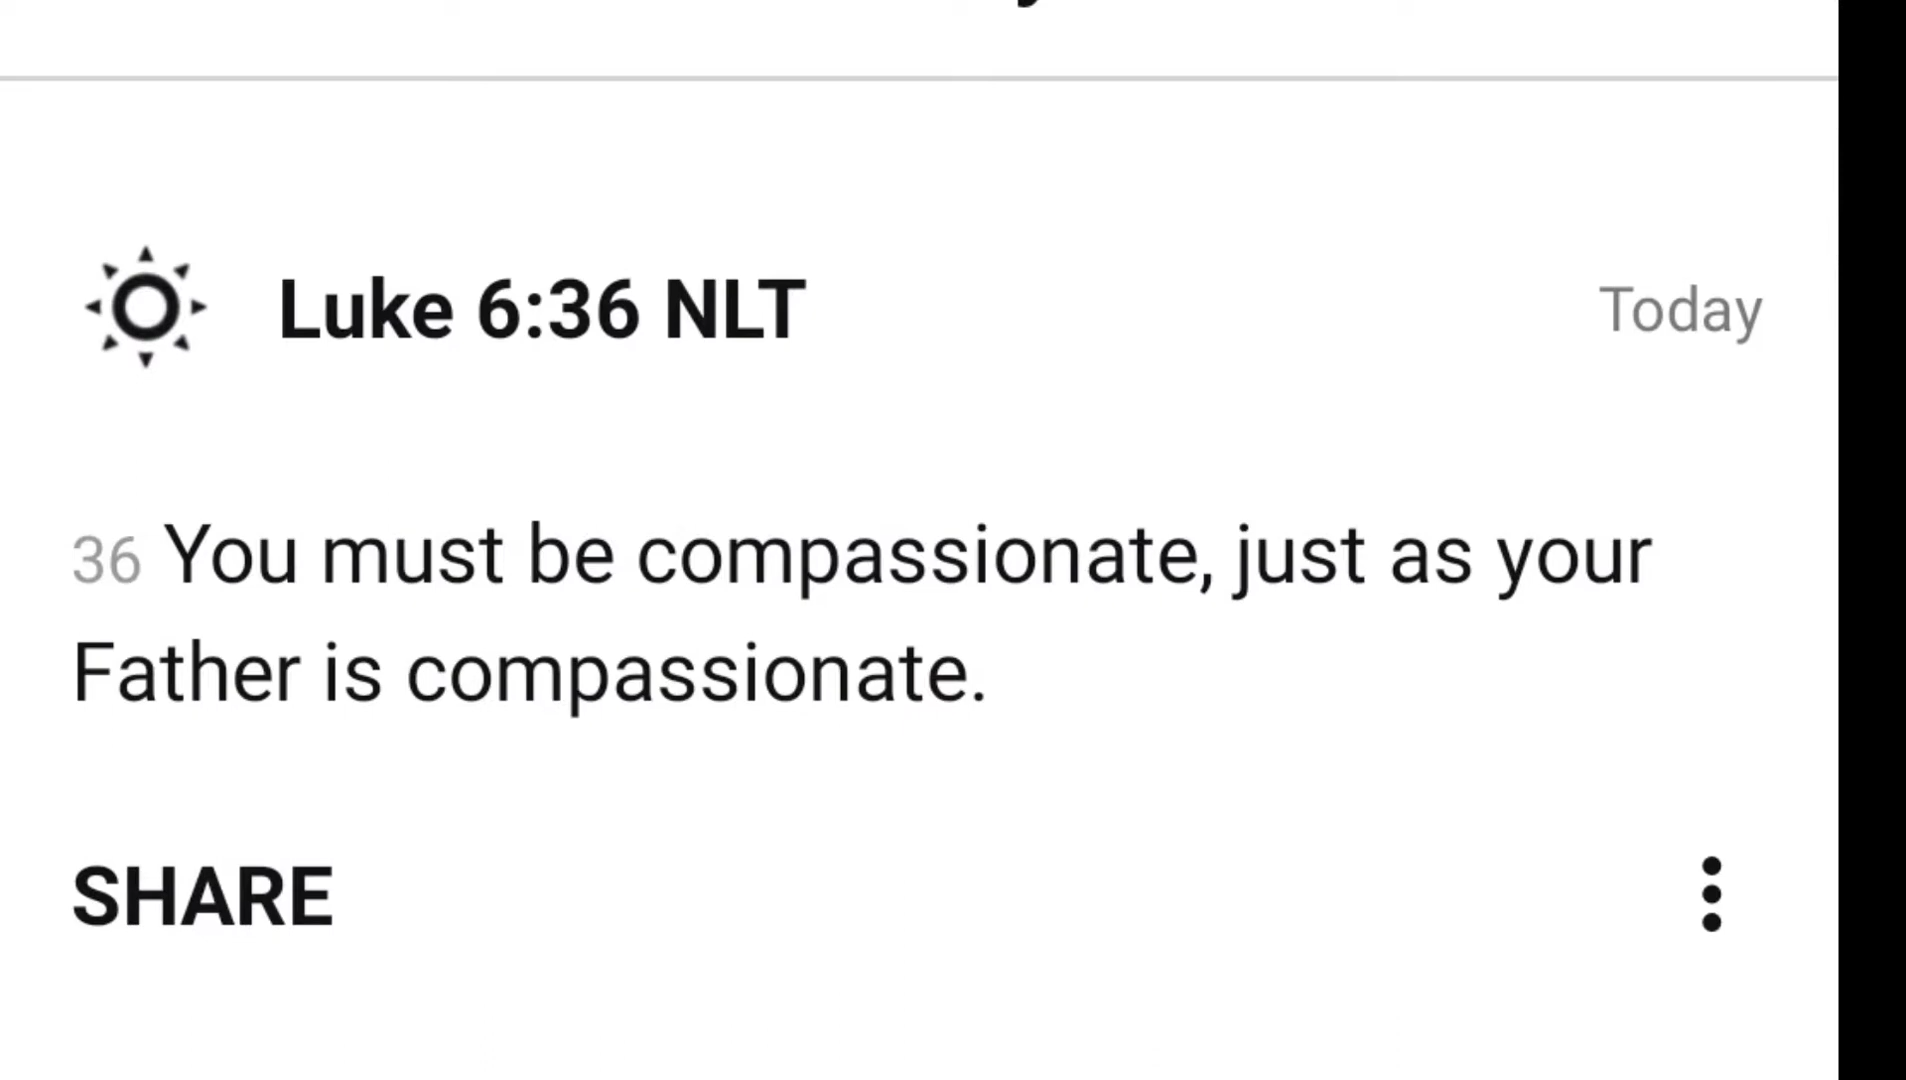 Luke 6:36 NLT
Today
36 You must be compassionate, just as your
Father is compassionate.
SHARE